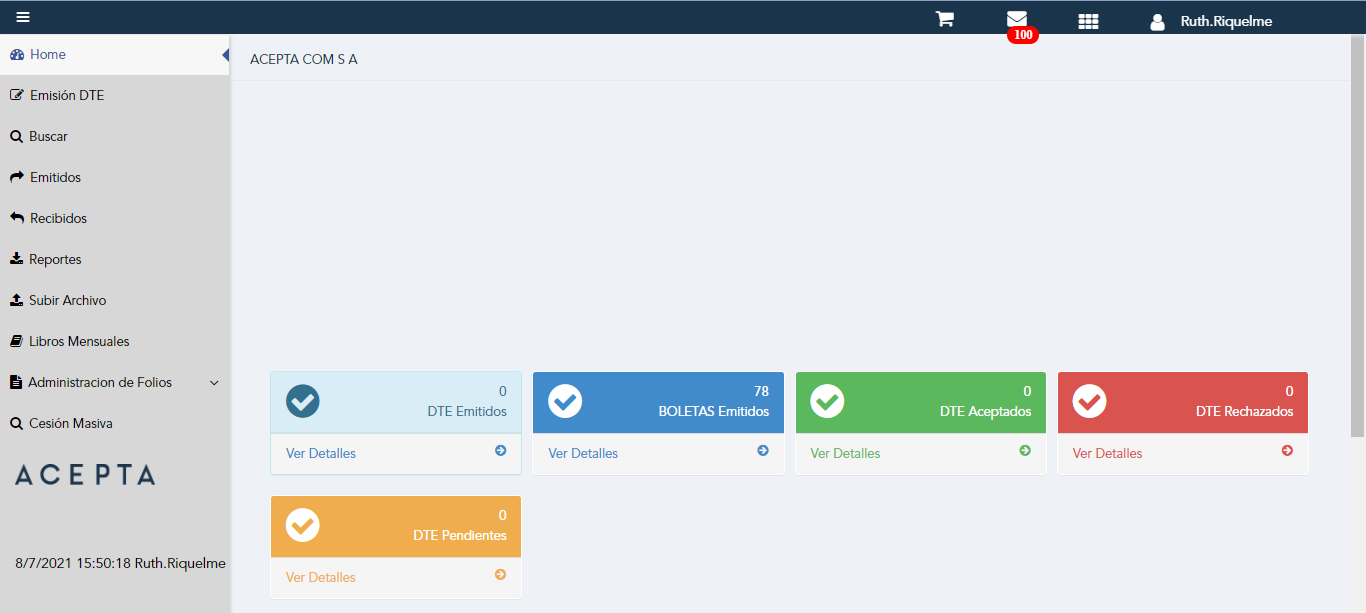 Ruth.Riquelme
100
Home
ACEPTA COM S A
Emisión DTE
Buscar
Emitidos
Recibidos
Reportes
Subir Archivo
Libros Mensuales
Administracion de Folios
Cesión Masiva
ACEPTA
8/7/2021 15:50:18 Ruth.Riquelme
0
DTE Emitidos
Ver Detalles
78
BOLETAS Emitidos
Ver Detalles
0
DTE Aceptados
Ver Detalles
0
DTE Rechazados
Ver Detalles
0
DTE Pendientes
Ver Detalles